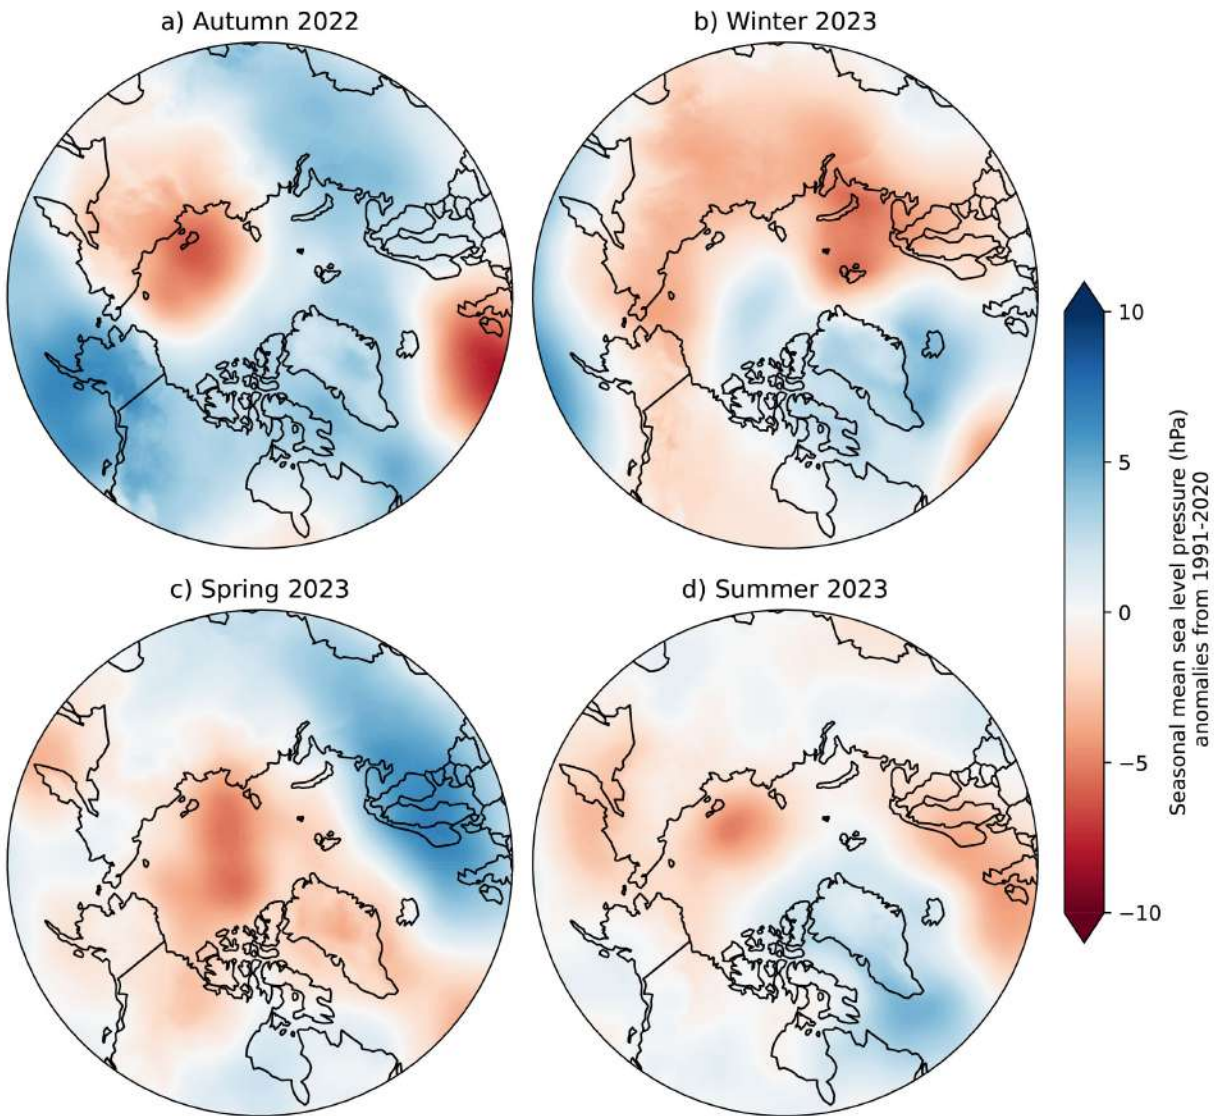 a) Autumn 2022
b) Winter 2023
c) Spring 2023
d) Summer 2023
10
5
0
−5
−10
Seasonal mean sea level pressure (hPa)
anomalies from 1991-2020